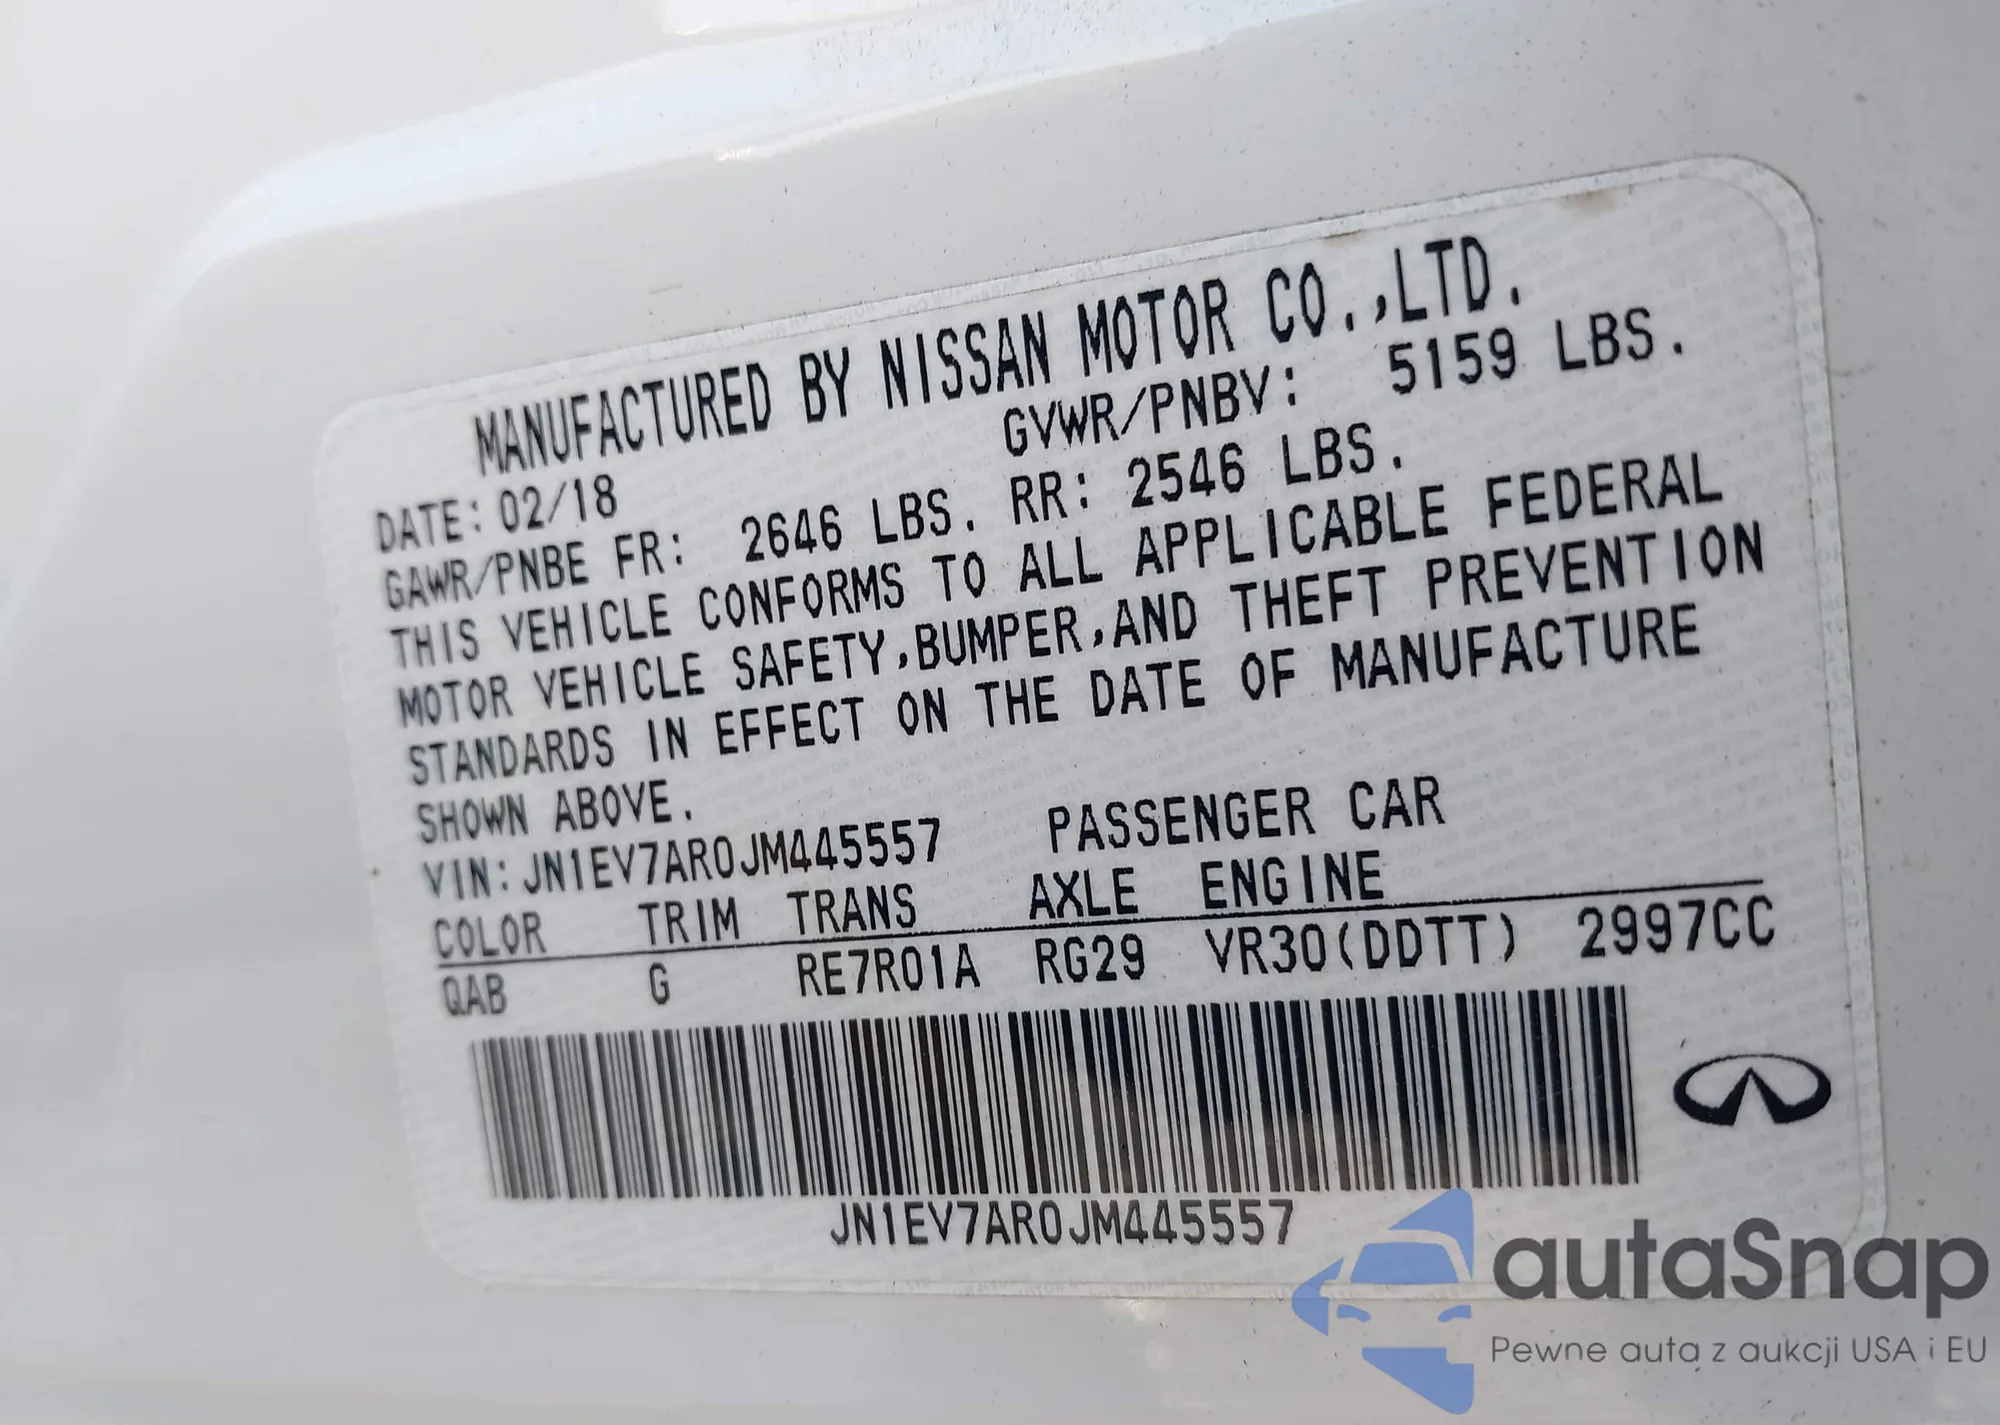 MANUFACTURED BY NISSAN MOTOR CO.,LTD.
DATE: 02/18 GVWR/PNBV: 5159 LBS.
GAWR/PNBE FR: 2646 LBS. RR: 2546 LBS.
THIS VEHICLE CONFORMS TO ALL APPLICABLE FEDERAL
MOTOR VEHICLE SAFETY,BUMPER,AND THEFT PREVENTION
STANDARDS IN EFFECT ON THE DATE OF MANUFACTURE
SHOWN ABOVE.
VIN: JN1EV7AR0JM445557 PASSENGER CAR
COLOR TRIM TRANS AXLE ENGINE
QAB G RE7R01A RG29 VR30(DDTT) 2997CC
JN1EV7AR0JM445557
autaSnap
Pewne auta z aukcji USA i EU